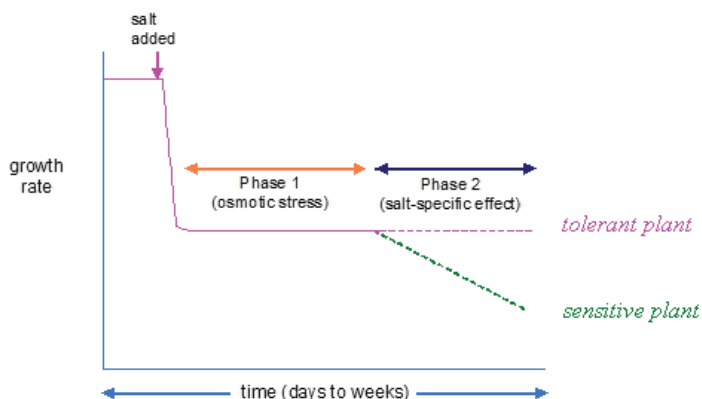 salt
added
growth
rate
Phase 1
(osmotic stress)
Phase 2
(salt-specific effect)
tolerant plant
sensitive plant
time (days to weeks)